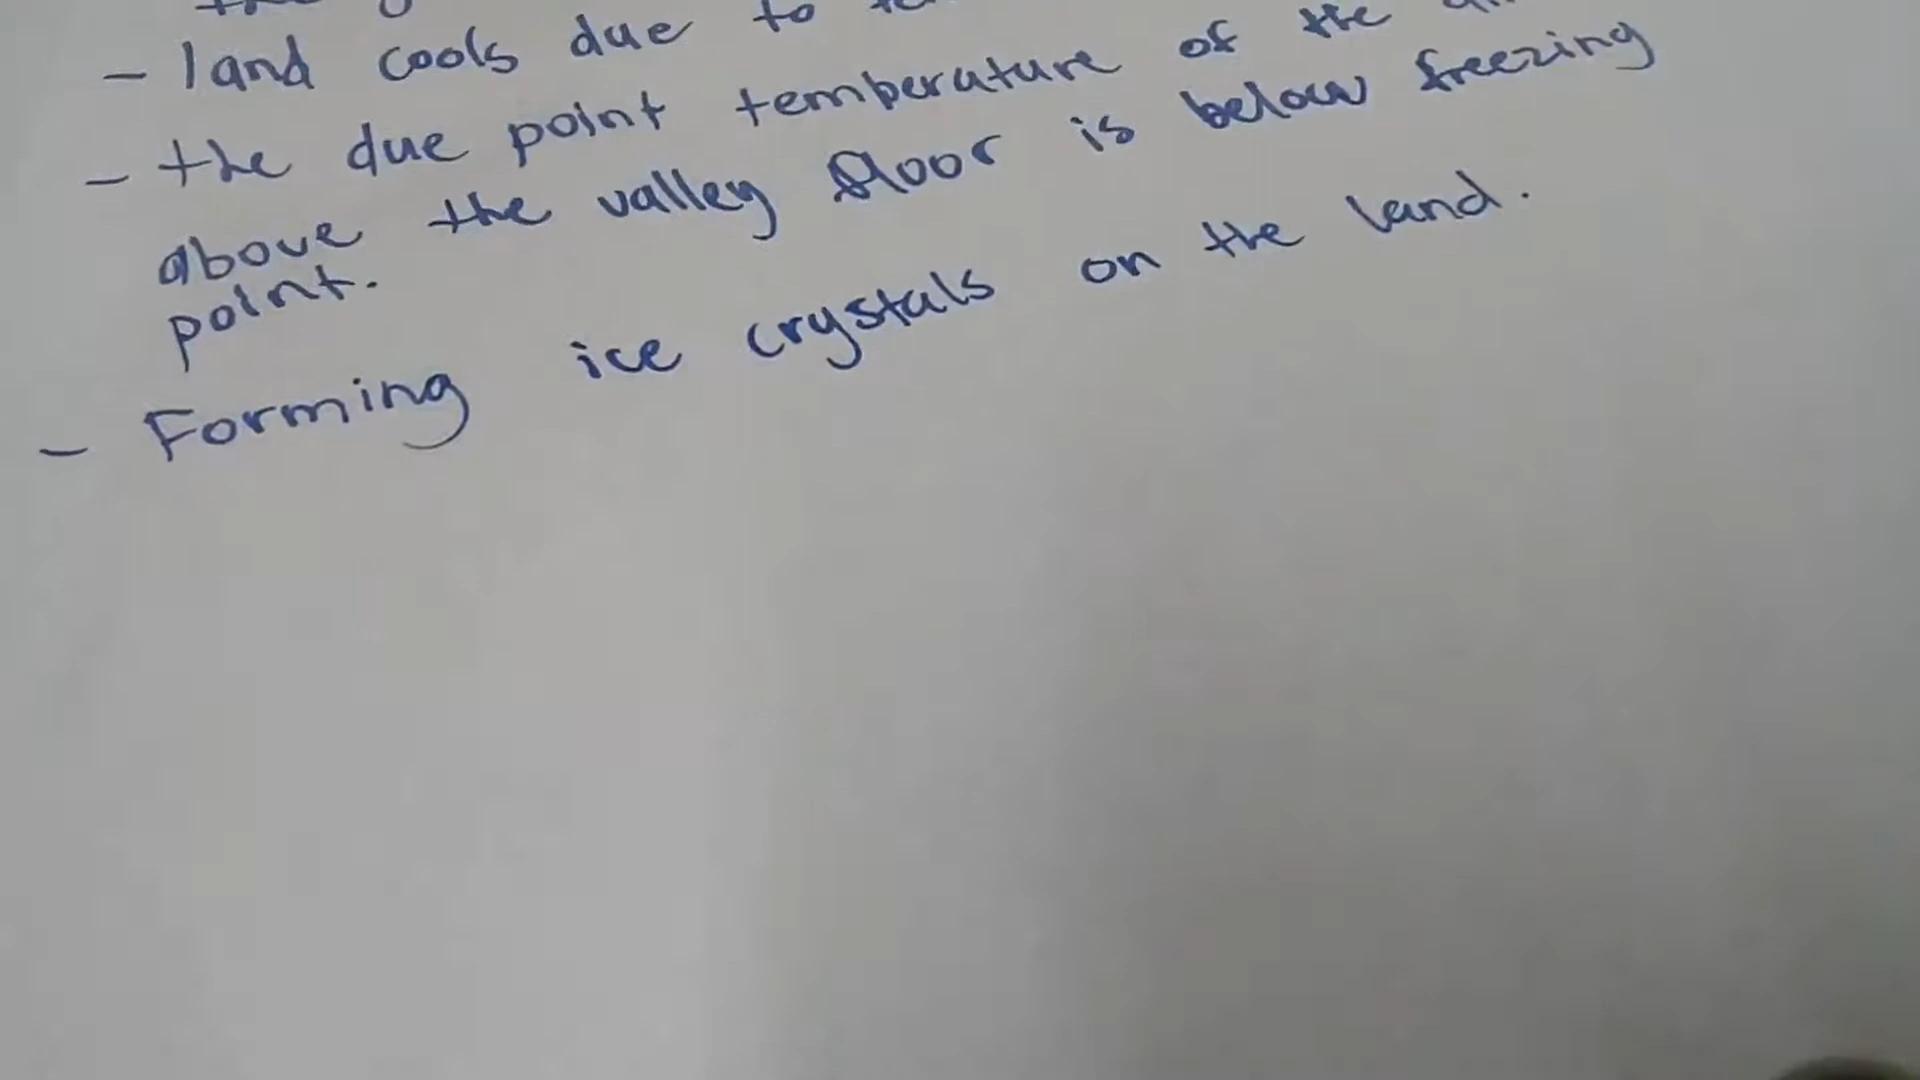 - land cools due to
- the due point temperature of the
above the valley floor is below freezing
point.
- Forming ice crystals on the land.